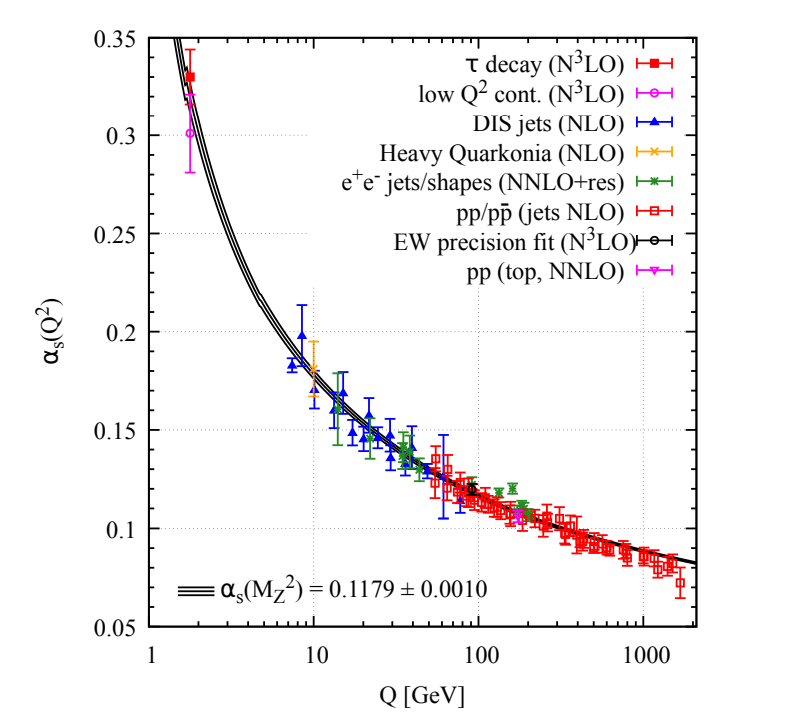 0.35
0.3
0.25
0.2
0.15
0.1
0.05
αs(Q²)
τ decay (N³LO)
low Q² cont. (N³LO)
DIS jets (NLO)
Heavy Quarkonia (NLO)
e⁺e⁻ jets/shapes (NNLO+res)
pp/pp̄ (jets NLO)
EW precision fit (N³LO)
pp (top, NNLO)
αs(MZ²) = 0.1179 ± 0.0010
1 10 100 1000
Q [GeV]